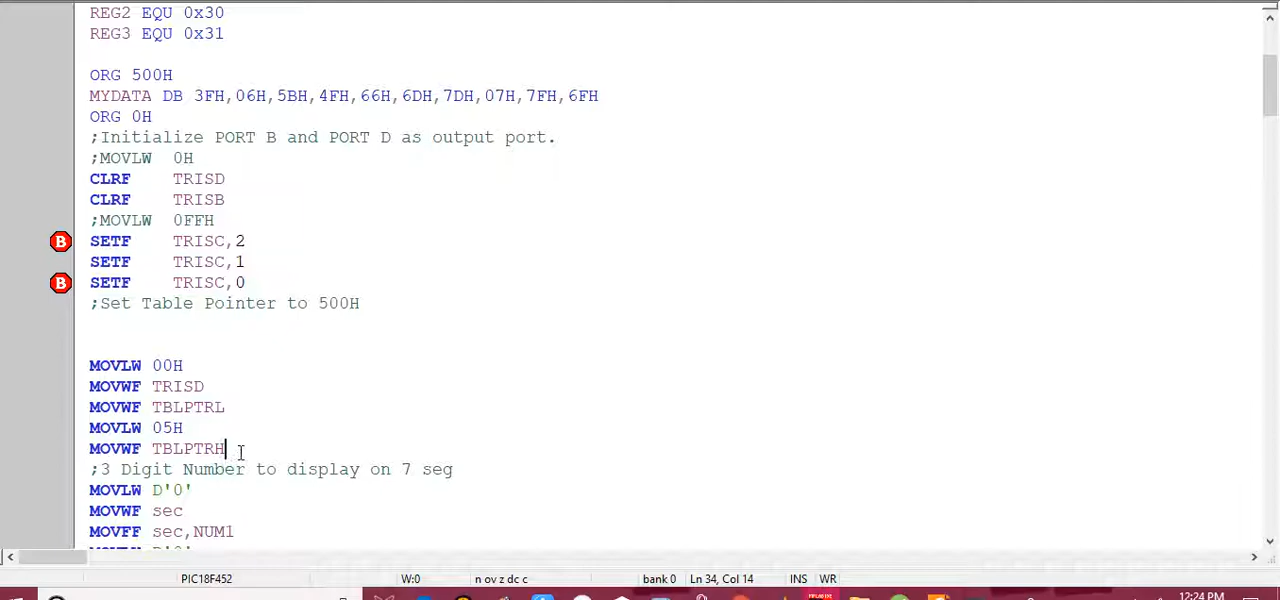 REG2 EQU 0x30
REG3 EQU 0x31
ORG 500H
MYDATA DB 3FH,06H,5BH,4FH,66H,6DH,7DH,07H,7FH,6FH
ORG 0H
;Initialize PORT B and PORT D as output port.
;MOVLW 0H
CLRF TRISD
CLRF TRISB
;MOVLW 0FFH
B SETF TRISC,2
SETF TRISC,1
B SETF TRISC,0
;Set Table Pointer to 500H
MOVLW 00H
MOVWF TRISD
MOVWF TBLPTRL
MOVLW 05H
MOVWF TBLPTRH
;3 Digit Number to display on 7 seg
MOVLW D'0'
MOVWF sec
MOVFF sec,NUM1
PIC18F452 W:0 n ov z dc c bank 0 Ln 34, Col 14 INS WR
12:24 PM